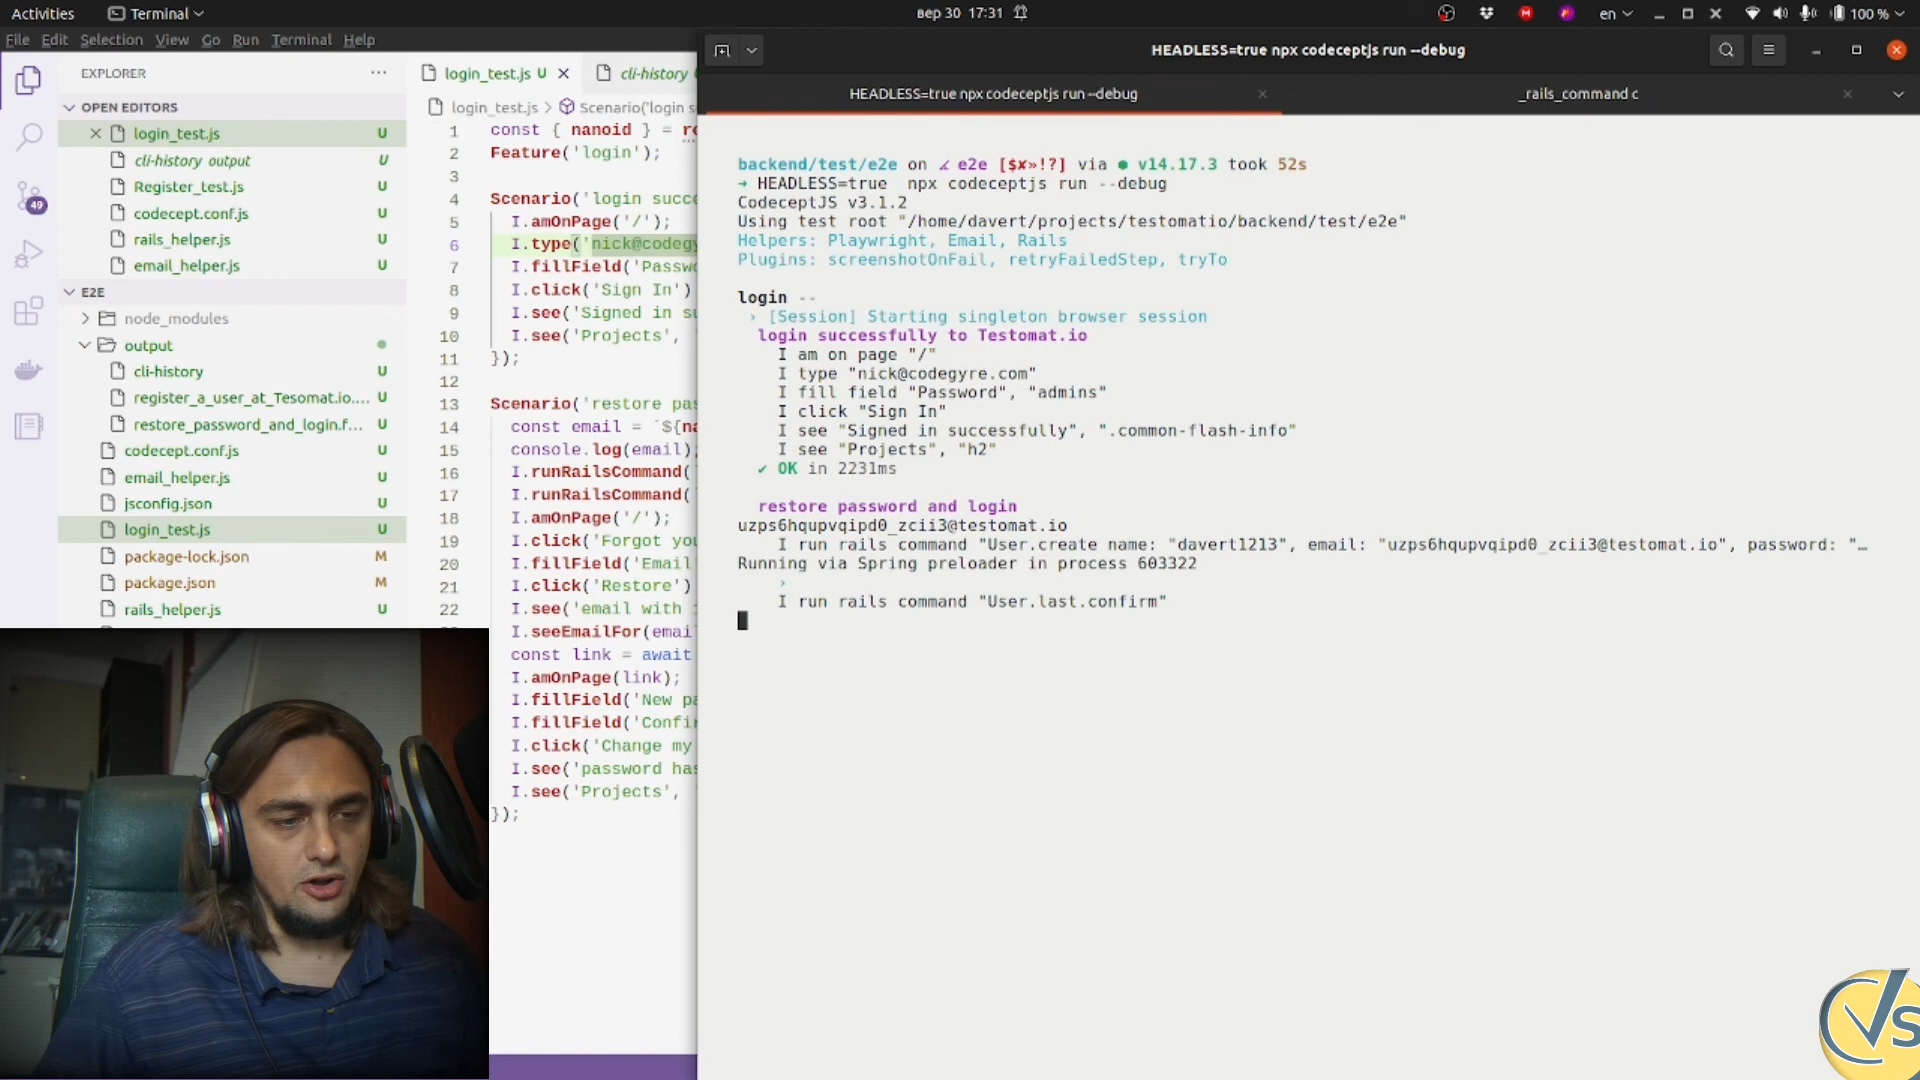 Activities
Terminal
вер 30 17:31
en
100 %
File Edit Selection View Go Run Terminal Help
EXPLORER
OPEN EDITORS
login_test.js U
cli-history output U
Register_test.js U
codecept.conf.js U
rails_helper.js U
email_helper.js U
E2E
node_modules
output
cli-history U
register_a_user_at_Tesomat.io.... U
restore_password_and_login.f... U
codecept.conf.js U
email_helper.js U
jsconfig.json U
login_test.js U
package-lock.json M
package.json M
rails_helper.js U
49
login_test.js U
cli-history
login_test.js > Scenario('login s
1 const { nanoid } = re
2 Feature('login');
3
4 Scenario('login succ
5 I.amOnPage('/');
6 I.type('nick@codegy
7 I.fillField('Passw
8 I.click('Sign In')
9 I.see('Signed in su
10 I.see('Projects',
11 });
12
13 Scenario('restore pas
14 const email = `${na
15 console.log(email)
16 I.runRailsCommand(
17 I.runRailsCommand(
18 I.amOnPage('/');
19 I.click('Forgot you
20 I.fillField('Email
21 I.click('Restore')
22 I.see('email with
I.seeEmailFor(emai
const link = await
I.amOnPage(link);
I.fillField('New pa
I.fillField('Confir
I.click('Change my
I.see('password has
I.see('Projects',
});
HEADLESS=true npx codeceptjs run --debug
HEADLESS=true npx codeceptjs run --debug
_rails_command c
backend/test/e2e on e2e [$✘»!?] via ● v14.17.3 took 52s
➜ HEADLESS=true npx codeceptjs run --debug
CodeceptJS v3.1.2
Using test root "/home/davert/projects/testomatio/backend/test/e2e"
Helpers: Playwright, Email, Rails
Plugins: screenshotOnFail, retryFailedStep, tryTo
login --
› [Session] Starting singleton browser session
login successfully to Testomat.io
I am on page "/"
I type "nick@codegyre.com"
I fill field "Password", "admins"
I click "Sign In"
I see "Signed in successfully", ".common-flash-info"
I see "Projects", "h2"
✔ OK in 2231ms
restore password and login
uzps6hqupvqipd0_zcii3@testomat.io
I run rails command "User.create name: "davert1213", email: "uzps6hqupvqipd0_zcii3@testomat.io", password: "…
Running via Spring preloader in process 603322
›
I run rails command "User.last.confirm"